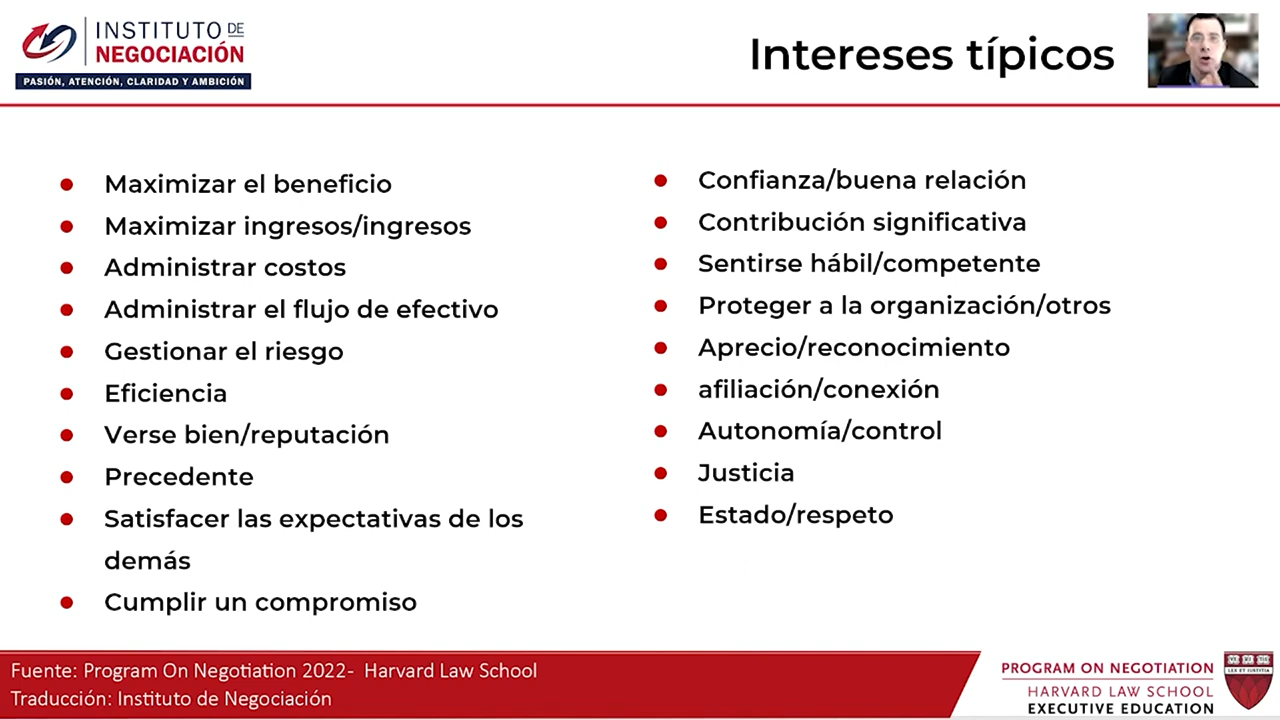 INSTITUTO DE
NEGOCIACIÓN
PASIÓN, ATENCIÓN, CLARIDAD Y AMBICIÓN
Intereses típicos
Maximizar el beneficio
Maximizar ingresos/ingresos
Administrar costos
Administrar el flujo de efectivo
Gestionar el riesgo
Eficiencia
Verse bien/reputación
Precedente
Satisfacer las expectativas de los
demás
Cumplir un compromiso
Confianza/buena relación
Contribución significativa
Sentirse hábil/competente
Proteger a la organización/otros
Aprecio/reconocimiento
afiliación/conexión
Autonomía/control
Justicia
Estado/respeto
Fuente: Program On Negotiation 2022- Harvard Law School
Traducción: Instituto de Negociación
PROGRAM ON NEGOTIATION
HARVARD LAW SCHOOL
EXECUTIVE EDUCATION
LEX ET IUSTITIA